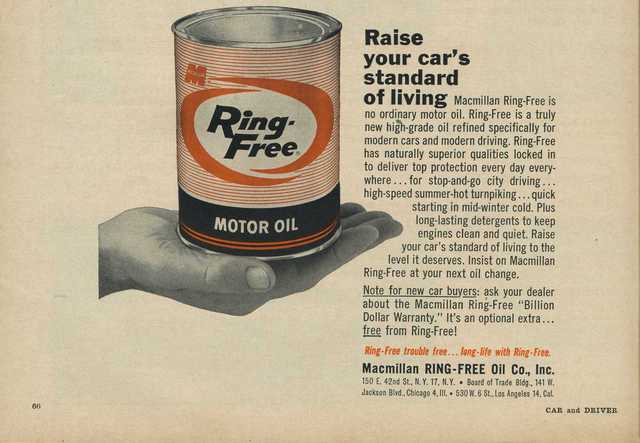 M
Ring-
Free®
MOTOR OIL
Raise
your car's
standard
of living Macmillan Ring-Free is
no ordinary motor oil. Ring-Free is a truly
new high-grade oil refined specifically for
modern cars and modern driving. Ring-Free
has naturally superior qualities locked in
to deliver top protection every day every-
where... for stop-and-go city driving...
high-speed summer-hot turnpiking... quick
starting in mid-winter cold. Plus
long-lasting detergents to keep
engines clean and quiet. Raise
your car's standard of living to the
level it deserves. Insist on Macmillan
Ring-Free at your next oil change.
Note for new car buyers: ask your dealer
about the Macmillan Ring-Free "Billion
Dollar Warranty." It's an optional extra...
free from Ring-Free!
Ring-Free trouble free... long-life with Ring-Free.
Macmillan RING-FREE Oil Co., Inc.
150 E. 42nd St., N. Y. 17, N. Y. • Board of Trade Bldg., 141 W.
Jackson Blvd., Chicago 4, Ill. • 530 W. 6 St., Los Angeles 14, Cal.
66
CAR and DRIVER